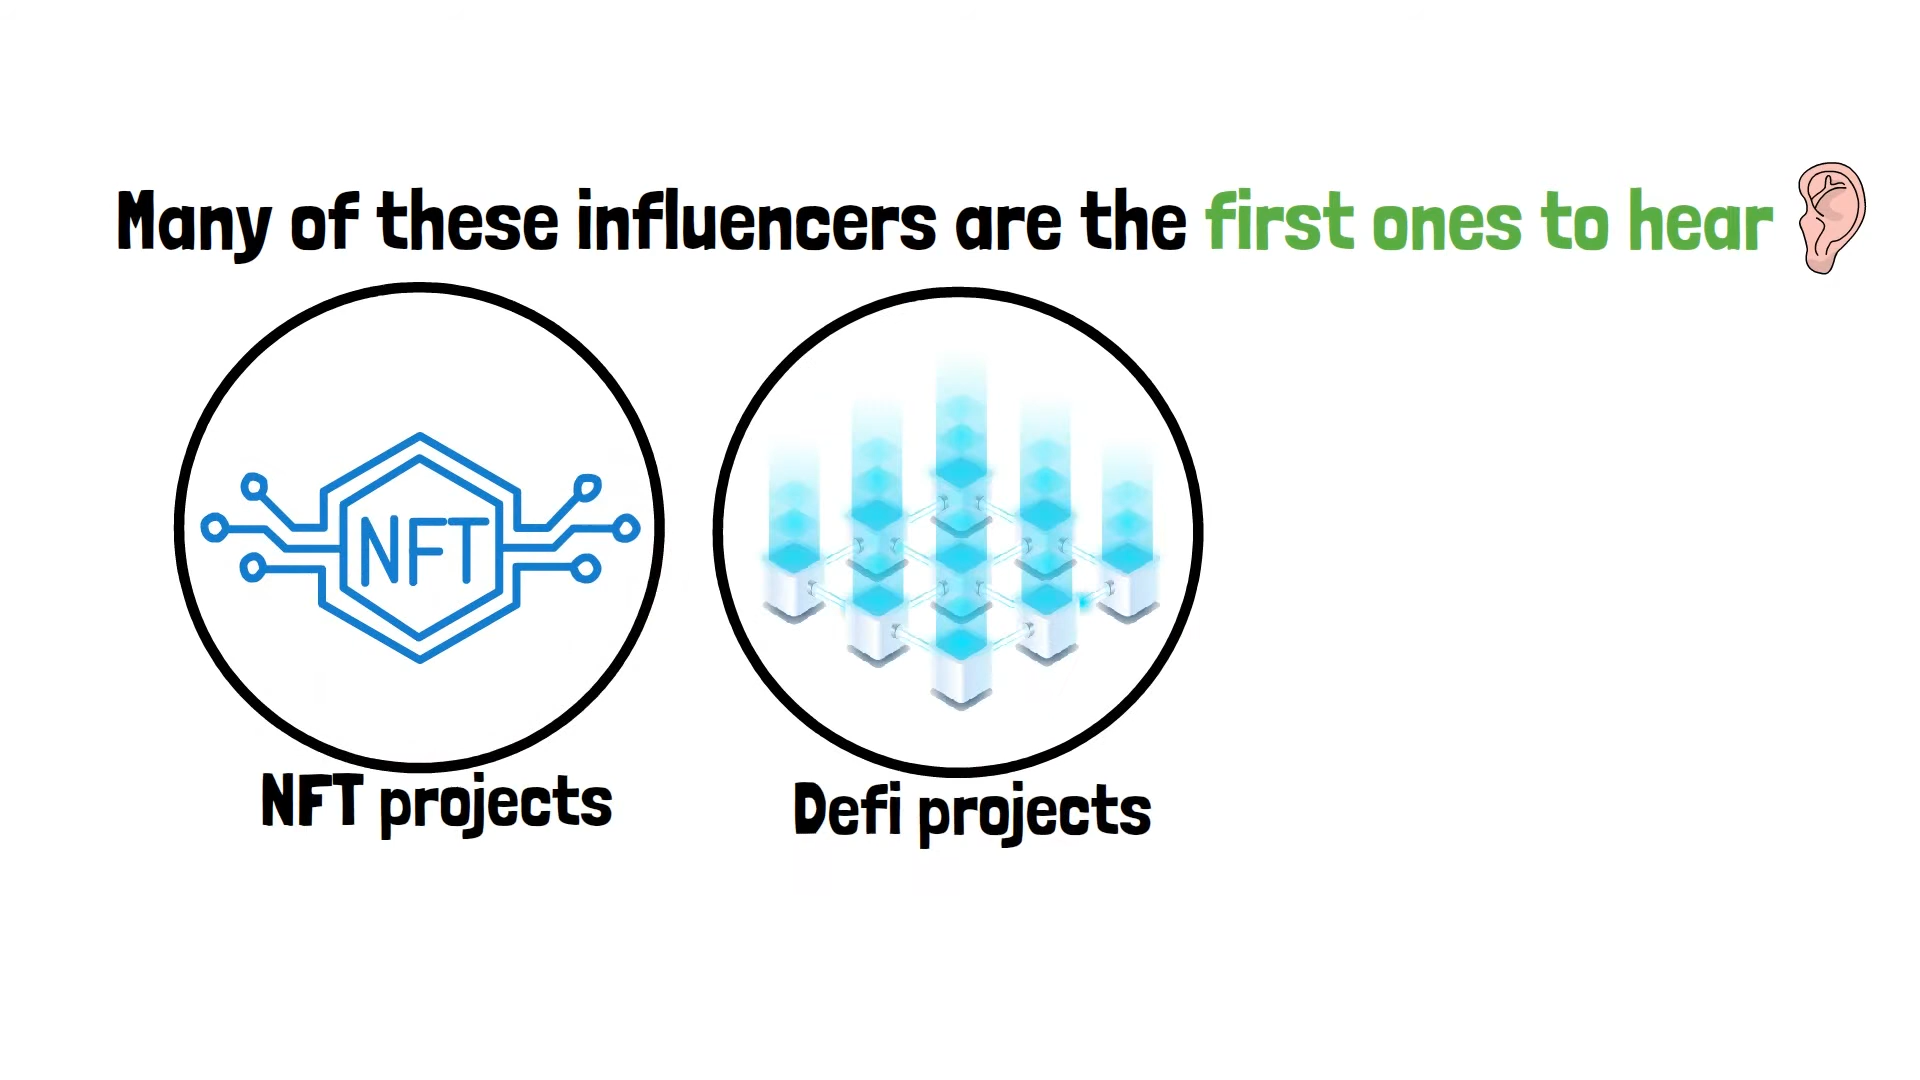 Many of these influencers are the first ones to hear
NFT
NFT projects
Defi projects